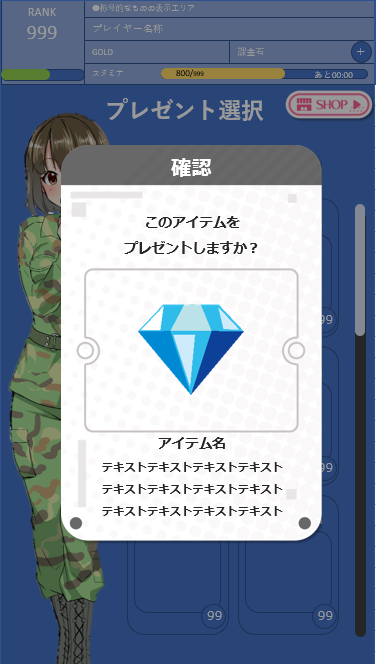 RANK
999
●称号的なものの表示エリア
プレイヤー名称
GOLD
課金石
+
スタミナ
800/999
あと00:00
プレゼント選択
SHOP
確認
このアイテムを
プレゼントしますか？
99
アイテム名
テキストテキストテキストテキスト
99
テキストテキストテキストテキスト
テキストテキストテキストテキスト
99
99